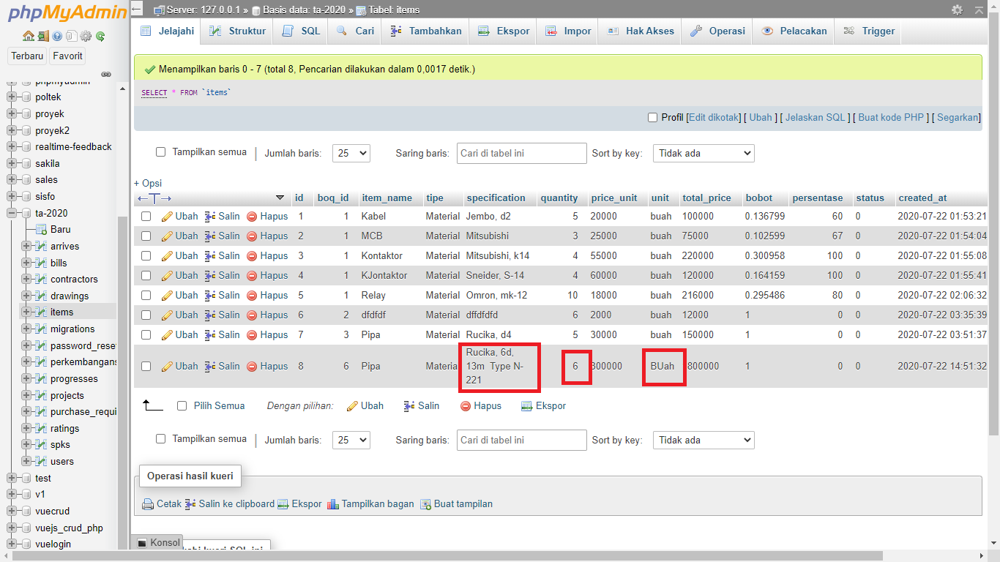 phpMyAdmin
Terbaru Favorit
phpmyadmin
poltek
proyek
proyek2
realtime-feedback
sakila
sales
sisfo
ta-2020
Baru
arrives
bills
contractors
drawings
items
migrations
password_rese
perkembangans
progresses
projects
purchase_requi
ratings
spks
users
test
v1
vuecrud
vuejs_crud_php
vuelogin
Server: 127.0.0.1 » Basis data: ta-2020 » Tabel: items
Jelajahi Struktur SQL Cari Tambahkan Ekspor Impor Hak Akses Operasi Pelacakan Trigger
Menampilkan baris 0 - 7 (total 8, Pencarian dilakukan dalam 0,0017 detik.)
SELECT * FROM `items`
Profil [Edit dikotak] [ Ubah ] [ Jelaskan SQL ] [ Buat kode PHP ] [ Segarkan]
Tampilkan semua | Jumlah baris: 25 Saring baris: Cari di tabel ini Sort by key: Tidak ada
+ Opsi
←T→ id boq_id item_name tipe specification quantity price_unit unit total_price bobot persentase status created_at
Ubah Salin Hapus 1 1 Kabel Material Jembo, d2 5 20000 buah 100000 0.136799 60 0 2020-07-22 01:53:21
Ubah Salin Hapus 2 1 MCB Material Mitsubishi 3 25000 buah 75000 0.102599 67 0 2020-07-22 01:54:04
Ubah Salin Hapus 3 1 Kontaktor Material Mitsubishi, k14 4 55000 buah 220000 0.300958 100 0 2020-07-22 01:55:08
Ubah Salin Hapus 4 1 KJontaktor Material Sneider, S-14 4 60000 buah 120000 0.164159 100 0 2020-07-22 01:55:41
Ubah Salin Hapus 5 1 Relay Material Omron, mk-12 10 18000 buah 216000 0.295486 80 0 2020-07-22 02:06:32
Ubah Salin Hapus 6 2 dfdfdf Material dffdfdfd 6 2000 buah 12000 1 0 0 2020-07-22 03:35:39
Ubah Salin Hapus 7 3 Pipa Material Rucika, d4 5 30000 buah 150000 1 0 0 2020-07-22 03:51:37
Rucika, 6d,
Ubah Salin Hapus 8 6 Pipa Material 13m Type N- 6 300000 BUah 800000 1 0 0 2020-07-22 14:51:32
221
Pilih Semua Dengan pilihan: Ubah Salin Hapus Ekspor
Tampilkan semua | Jumlah baris: 25 Saring baris: Cari di tabel ini Sort by key: Tidak ada
Operasi hasil kueri
Cetak Salin ke clipboard Ekspor Tampilkan bagan Buat tampilan
Konsol
kueri SQL ini